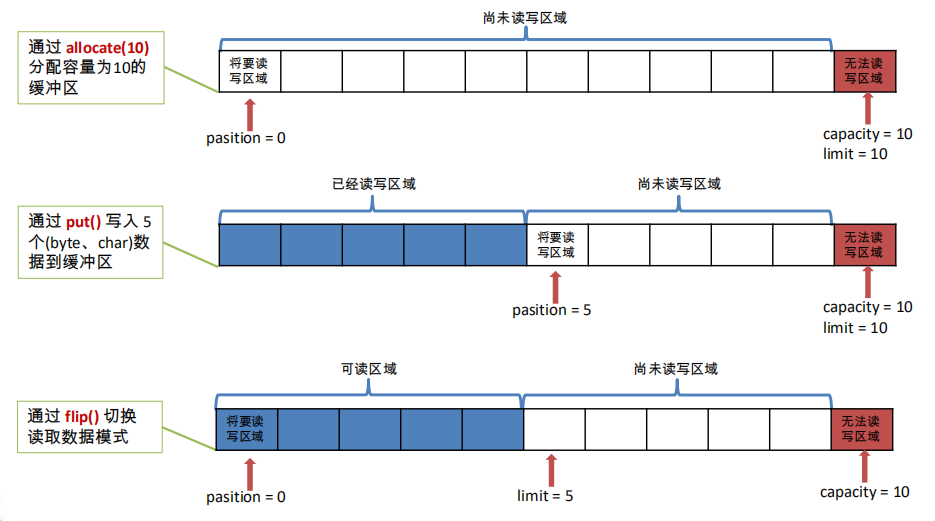 尚未读写区域
通过 allocate(10)
分配容量为10的
缓冲区
将要读
写区域
无法读
写区域
pasition = 0
capacity = 10
limit = 10
已经读写区域
尚未读写区域
通过 put() 写入 5
个(byte、char)数
据到缓冲区
将要读
写区域
无法读
写区域
pasition = 5
capacity = 10
limit = 10
可读区域
尚未读写区域
通过 flip() 切换
读取数据模式
将要读
写区域
无法读
写区域
pasition = 0
limit = 5
capacity = 10